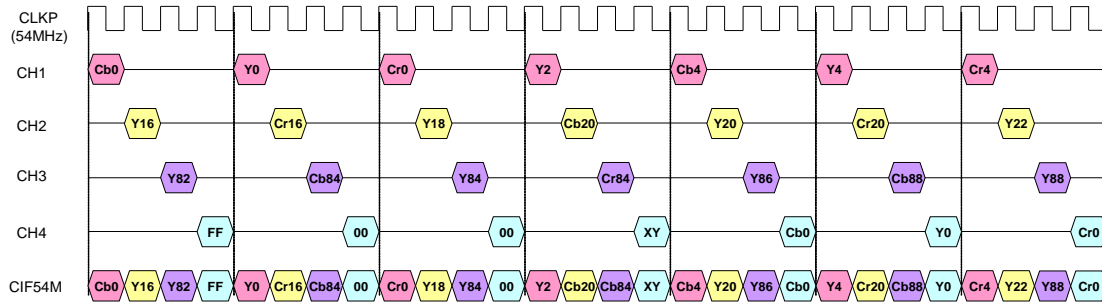 CLKP
(54MHz)
CH1 Cb0 Y0 Cr0 Y2 Cb4 Y4 Cr4
CH2 Y16 Cr16 Y18 Cb20 Y20 Cr20 Y22
CH3 Y82 Cb84 Y84 Cr84 Y86 Cb88 Y88
CH4 FF 00 00 XY Cb0 Y0 Cr0
CIF54M Cb0 Y16 Y82 FF Y0 Cr16 Cb84 00 Cr0 Y18 Y84 00 Y2 Cb20 Cb84 XY Cb4 Y20 Y86 Cb0 Y4 Cr20 Cb88 Y0 Cr4 Y22 Y88 Cr0